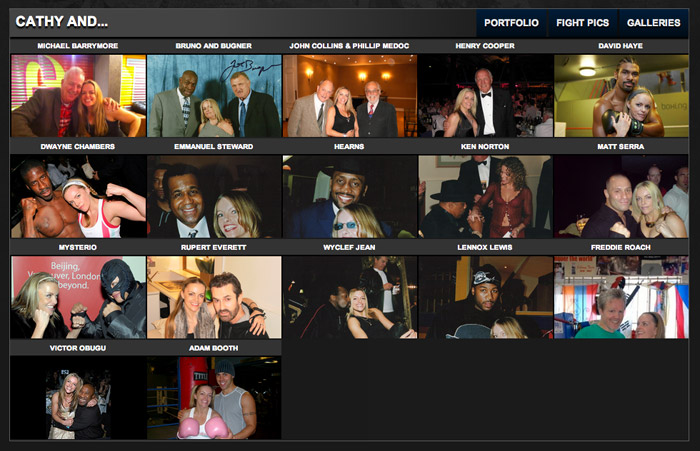 CATHY AND...
PORTFOLIO
FIGHT PICS
GALLERIES
MICHAEL BARRYMORE
BRUNO AND BUGNER
JOHN COLLINS & PHILLIP MEDOC
HENRY COOPER
DAVID HAYE
DWAYNE CHAMBERS
EMMANUEL STEWARD
HEARNS
KEN NORTON
MATT SERRA
MYSTERIO
RUPERT EVERETT
WYCLEF JEAN
LENNOX LEWIS
FREDDIE ROACH
Beijing,
London
beyond.
VICTOR OBUGU
ADAM BOOTH
TITLE